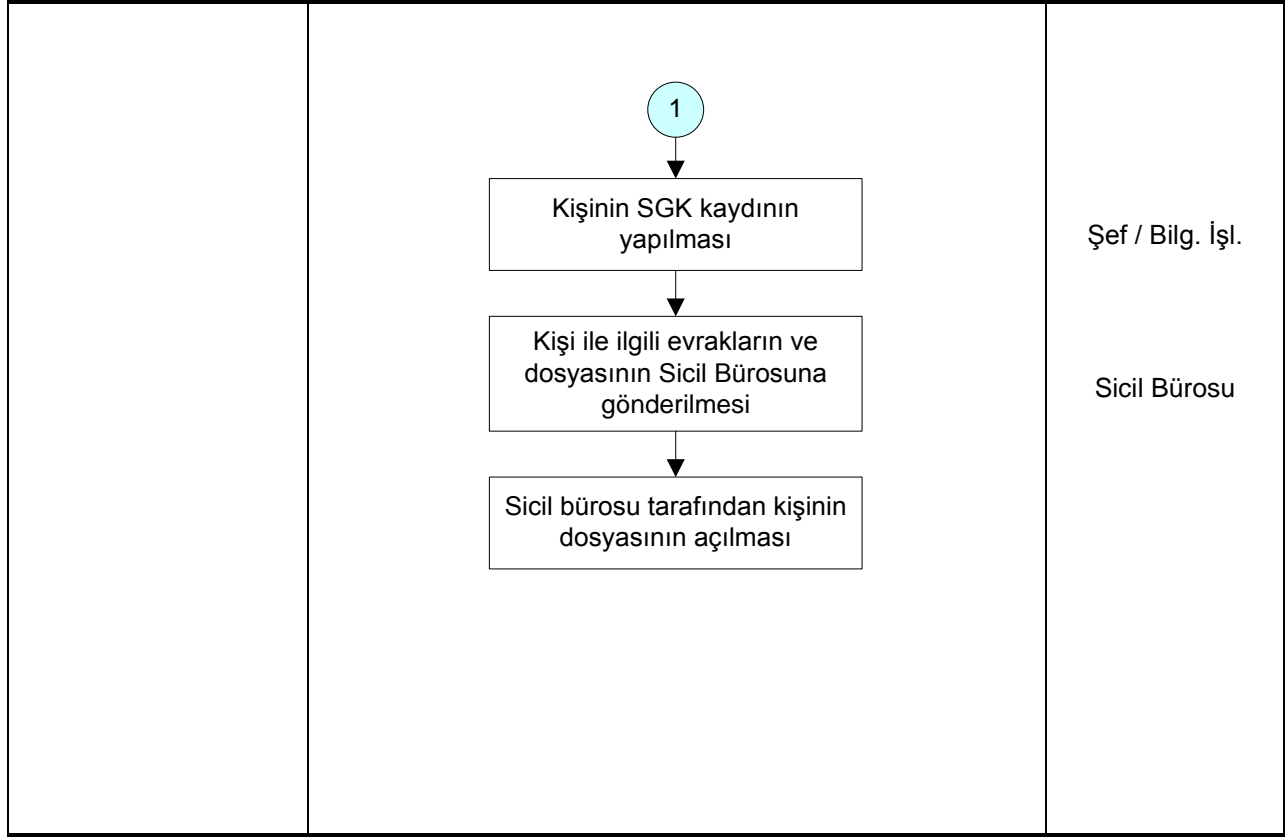 1
Kişinin SGK kaydının
yapılması
Şef / Bilg. İşl.
Kişi ile ilgili evrakların ve
dosyasının Sicil Bürosuna
gönderilmesi
Sicil Bürosu
Sicil bürosu tarafından kişinin
dosyasının açılması